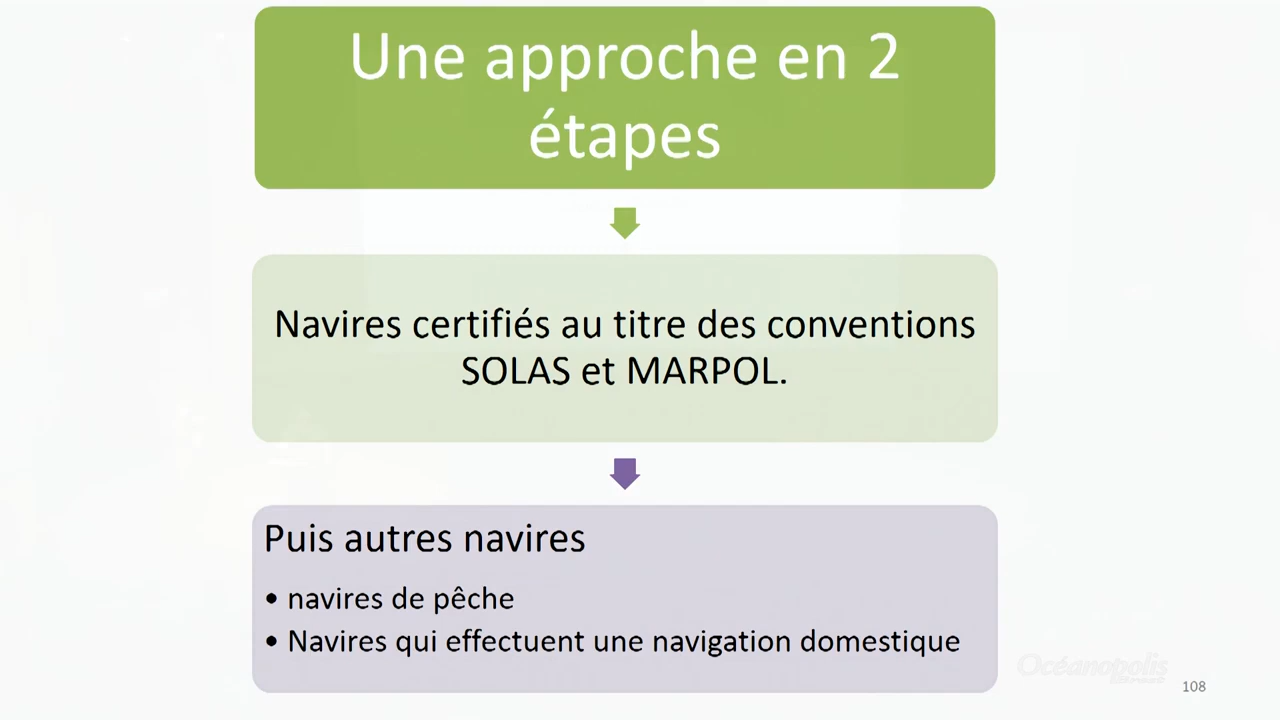 Une approche en 2
étapes
Navires certifiés au titre des conventions
SOLAS et MARPOL.
Puis autres navires
• navires de pêche
• Navires qui effectuent une navigation domestique
Océanopolis
Brest
108